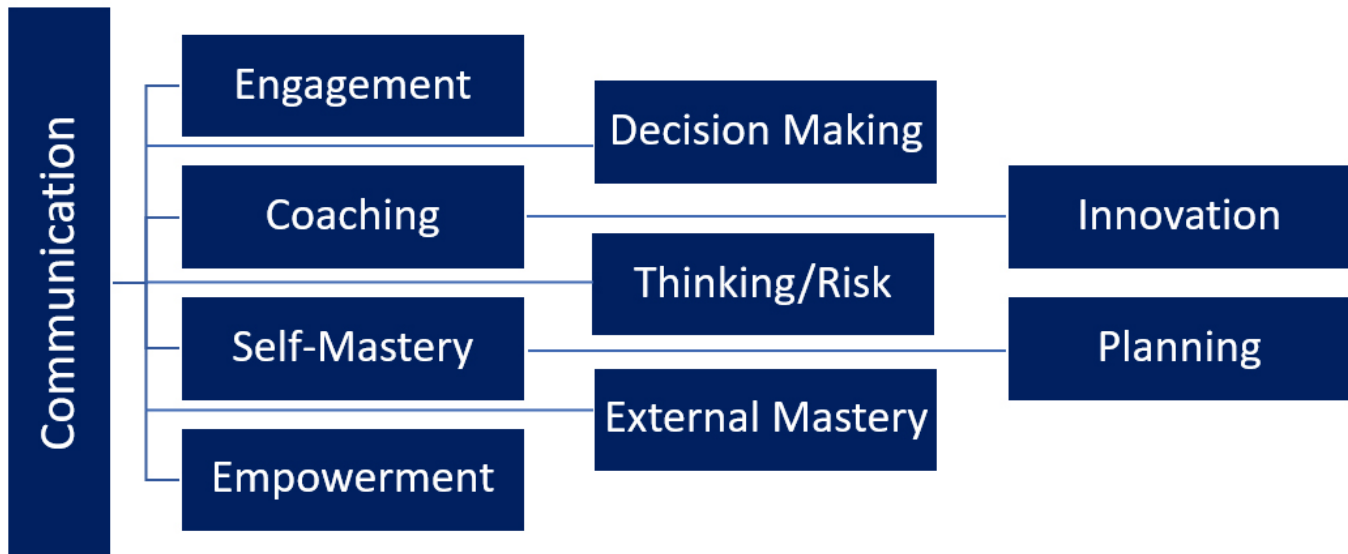 Communication
Engagement
Decision Making
Coaching
Innovation
Thinking/Risk
Self-Mastery
Planning
External Mastery
Empowerment